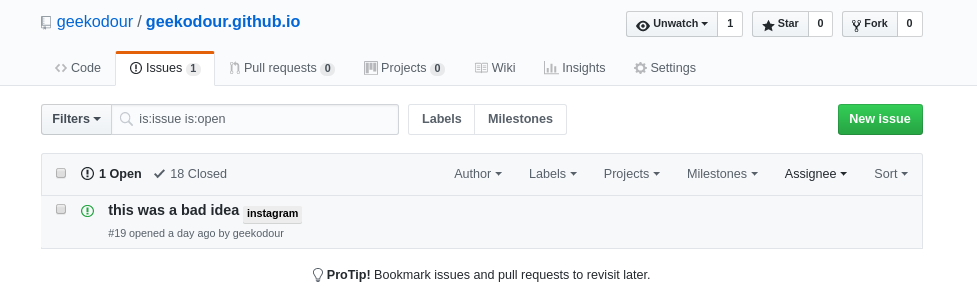 geekodour / geekodour.github.io Unwatch 1 Star 0 Fork 0
Code Issues 1 Pull requests 0 Projects 0 Wiki Insights Settings
Filters is:issue is:open Labels Milestones New issue
1 Open 18 Closed Author Labels Projects Milestones Assignee Sort
this was a bad idea instagram
#19 opened a day ago by geekodour
ProTip! Bookmark issues and pull requests to revisit later.